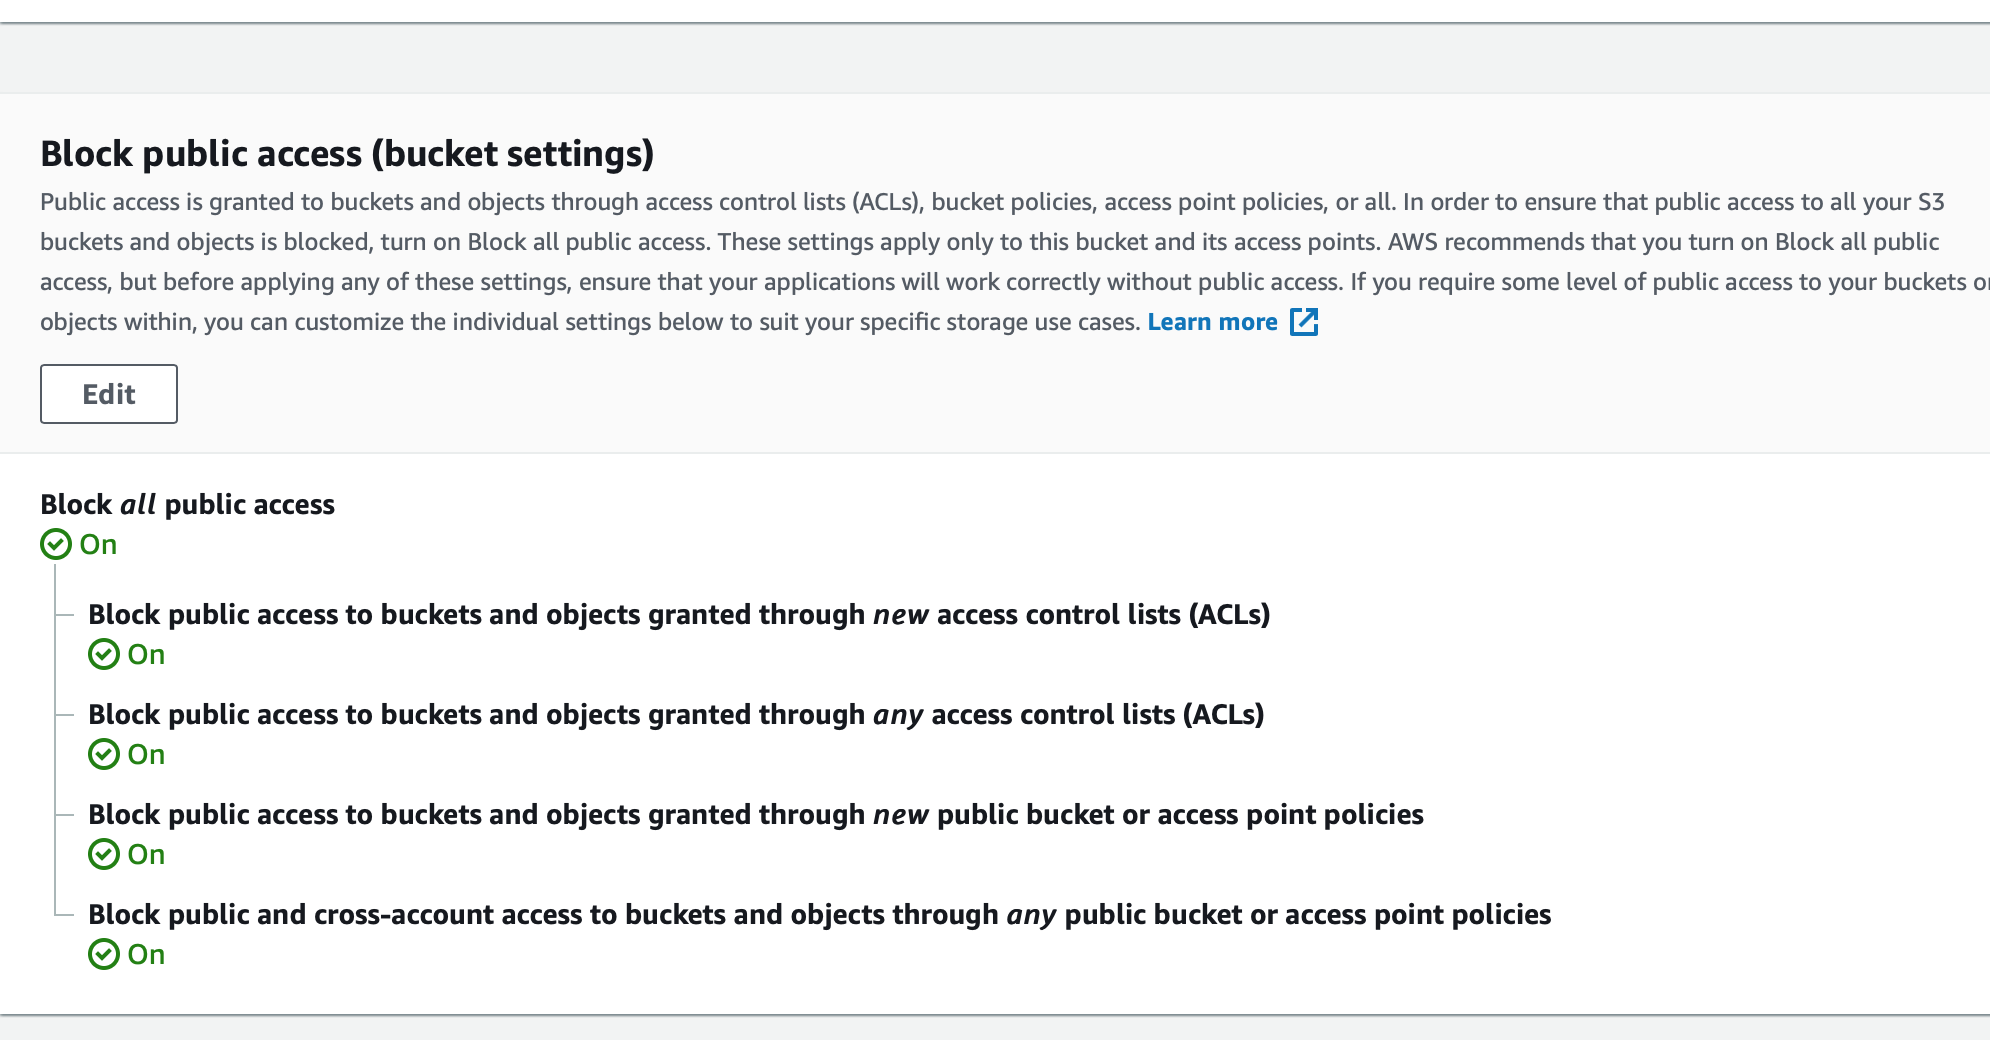 Block public access (bucket settings)
Public access is granted to buckets and objects through access control lists (ACLs), bucket policies, access point policies, or all. In order to ensure that public access to all your S3
buckets and objects is blocked, turn on Block all public access. These settings apply only to this bucket and its access points. AWS recommends that you turn on Block all public
access, but before applying any of these settings, ensure that your applications will work correctly without public access. If you require some level of public access to your buckets or
objects within, you can customize the individual settings below to suit your specific storage use cases. Learn more
Edit
Block all public access
On
Block public access to buckets and objects granted through new access control lists (ACLs)
On
Block public access to buckets and objects granted through any access control lists (ACLs)
On
Block public access to buckets and objects granted through new public bucket or access point policies
On
Block public and cross-account access to buckets and objects through any public bucket or access point policies
On